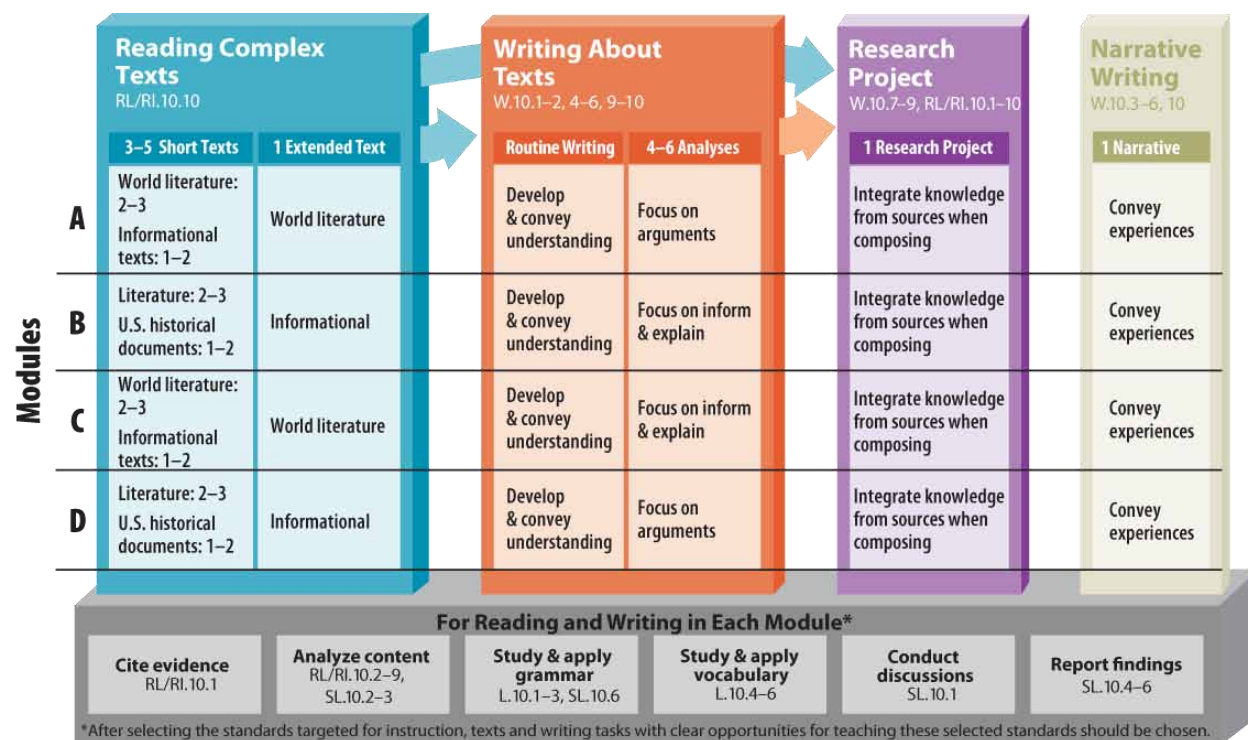 Reading Complex
Texts
RL/RI.10.10
Writing About
Texts
W.10.1–2, 4–6, 9–10
Research
Project
W.10.7–9, RL/RI.10.1–10
Narrative
Writing
W.10.3–6, 10
3–5 Short Texts
1 Extended Text
Routine Writing
4–6 Analyses
1 Research Project
1 Narrative
Modules
A
World literature:
2–3
Informational
texts: 1–2
World literature
Develop
& convey
understanding
Focus on
arguments
Integrate knowledge
from sources when
composing
Convey
experiences
B
Literature: 2–3
U.S. historical
documents: 1–2
Informational
Develop
& convey
understanding
Focus on inform
& explain
Integrate knowledge
from sources when
composing
Convey
experiences
C
World literature:
2–3
Informational
texts: 1–2
World literature
Develop
& convey
understanding
Focus on inform
& explain
Integrate knowledge
from sources when
composing
Convey
experiences
D
Literature: 2–3
U.S. historical
documents: 1–2
Informational
Develop
& convey
understanding
Focus on
arguments
Integrate knowledge
from sources when
composing
Convey
experiences
For Reading and Writing in Each Module*
Cite evidence
RL/RI.10.1
Analyze content
RL/RI.10.2–9,
SL.10.2–3
Study & apply
grammar
L.10.1–3, SL.10.6
Study & apply
vocabulary
L.10.4–6
Conduct
discussions
SL.10.1
Report findings
SL.10.4–6
*After selecting the standards targeted for instruction, texts and writing tasks with clear opportunities for teaching these selected standards should be chosen.